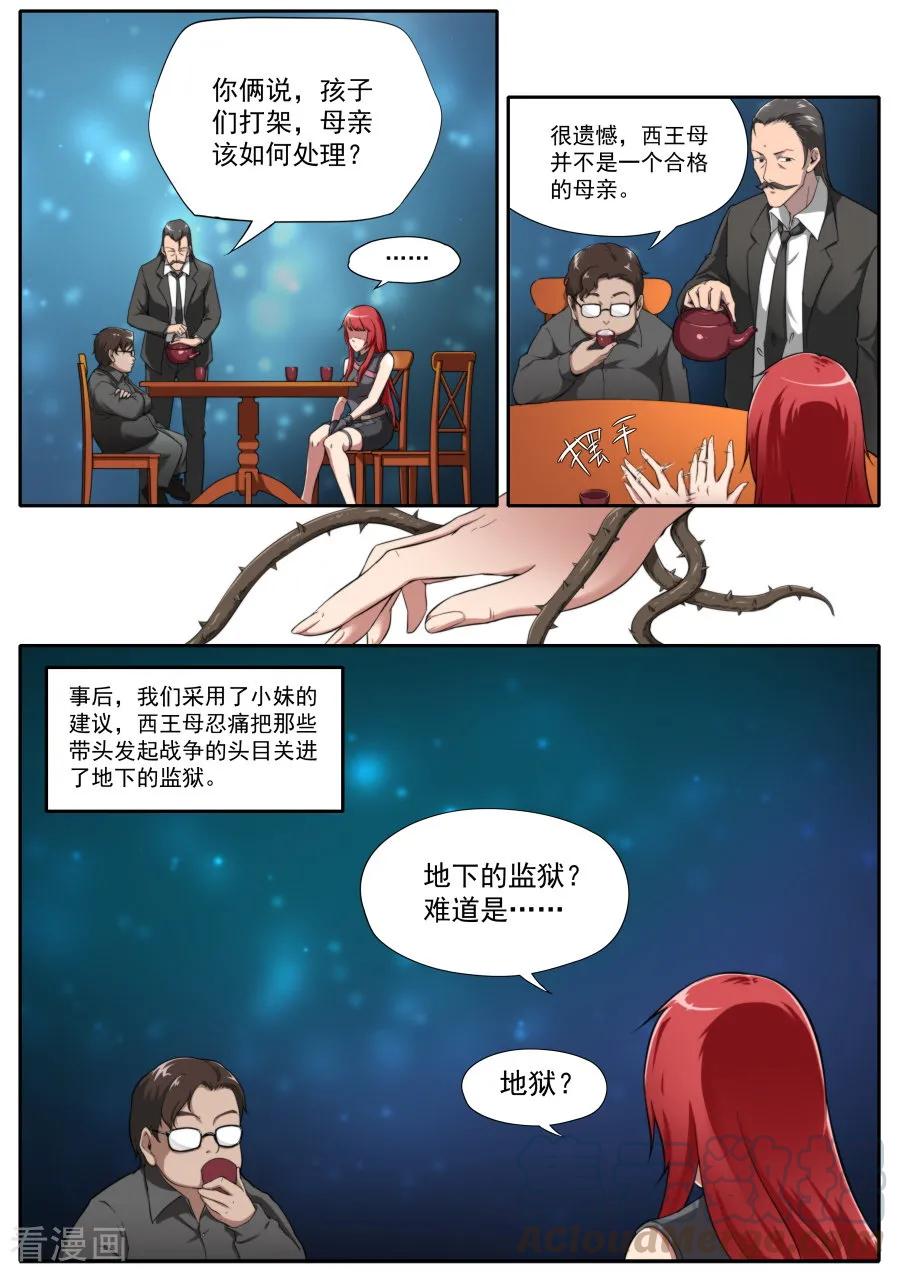 你俩说，孩子
们打架，母亲
该如何处理？
……
很遗憾，西王母
并不是一个合格
的母亲。
摆手
事后，我们采用了小妹的
建议，西王母忍痛把那些
带头发起战争的头目关进
了地下的监狱。
地下的监狱？
难道是……
地狱？
看漫画